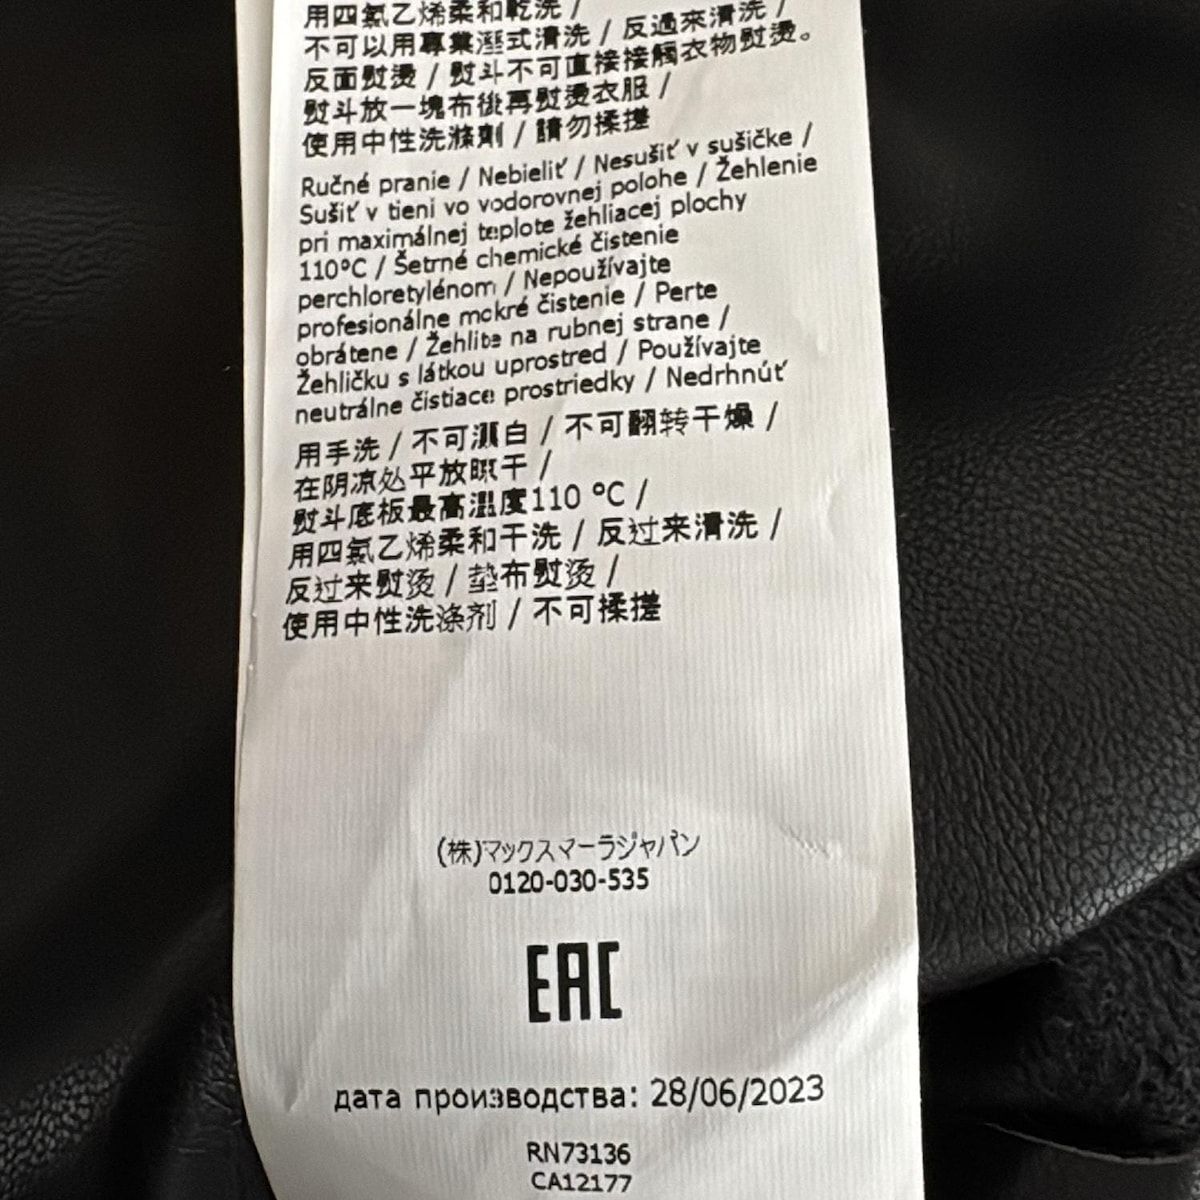 用四氯乙烯柔和乾洗 /
不可以用專業溼式清洗 / 反過來清洗 /
反面熨燙 / 熨斗不可直接接觸衣物熨燙。
熨斗放一塊布後再熨燙衣服 /
使用中性洗滌劑 / 請勿揉搓
Ručné pranie / Nebieliť / Nesušiť v sušičke /
Sušiť v tieni vo vodorovnej polohe / Žehlenie
pri maximálnej teplote žehliacej plochy
110°C / Šetrné chemické čistenie
perchloretylénom / Nepoužívajte
profesionálne mokré čistenie / Perte
obrátene / Žehlite na rubnej strane /
Žehličku s látkou uprostred / Používajte
neutrálne čistiace prostriedky / Nedrhnúť
用手洗 / 不可漂白 / 不可翻转干燥 /
在阴凉处平放晾干 /
熨斗底板最高温度110 °C /
用四氯乙烯柔和干洗 / 反过来清洗 /
反过来熨烫 / 垫布熨烫 /
使用中性洗涤剂 / 不可揉搓
(株)マックスマーラジャパン
0120-030-535
EAC
дата производства: 28/06/2023
RN73136
CA12177